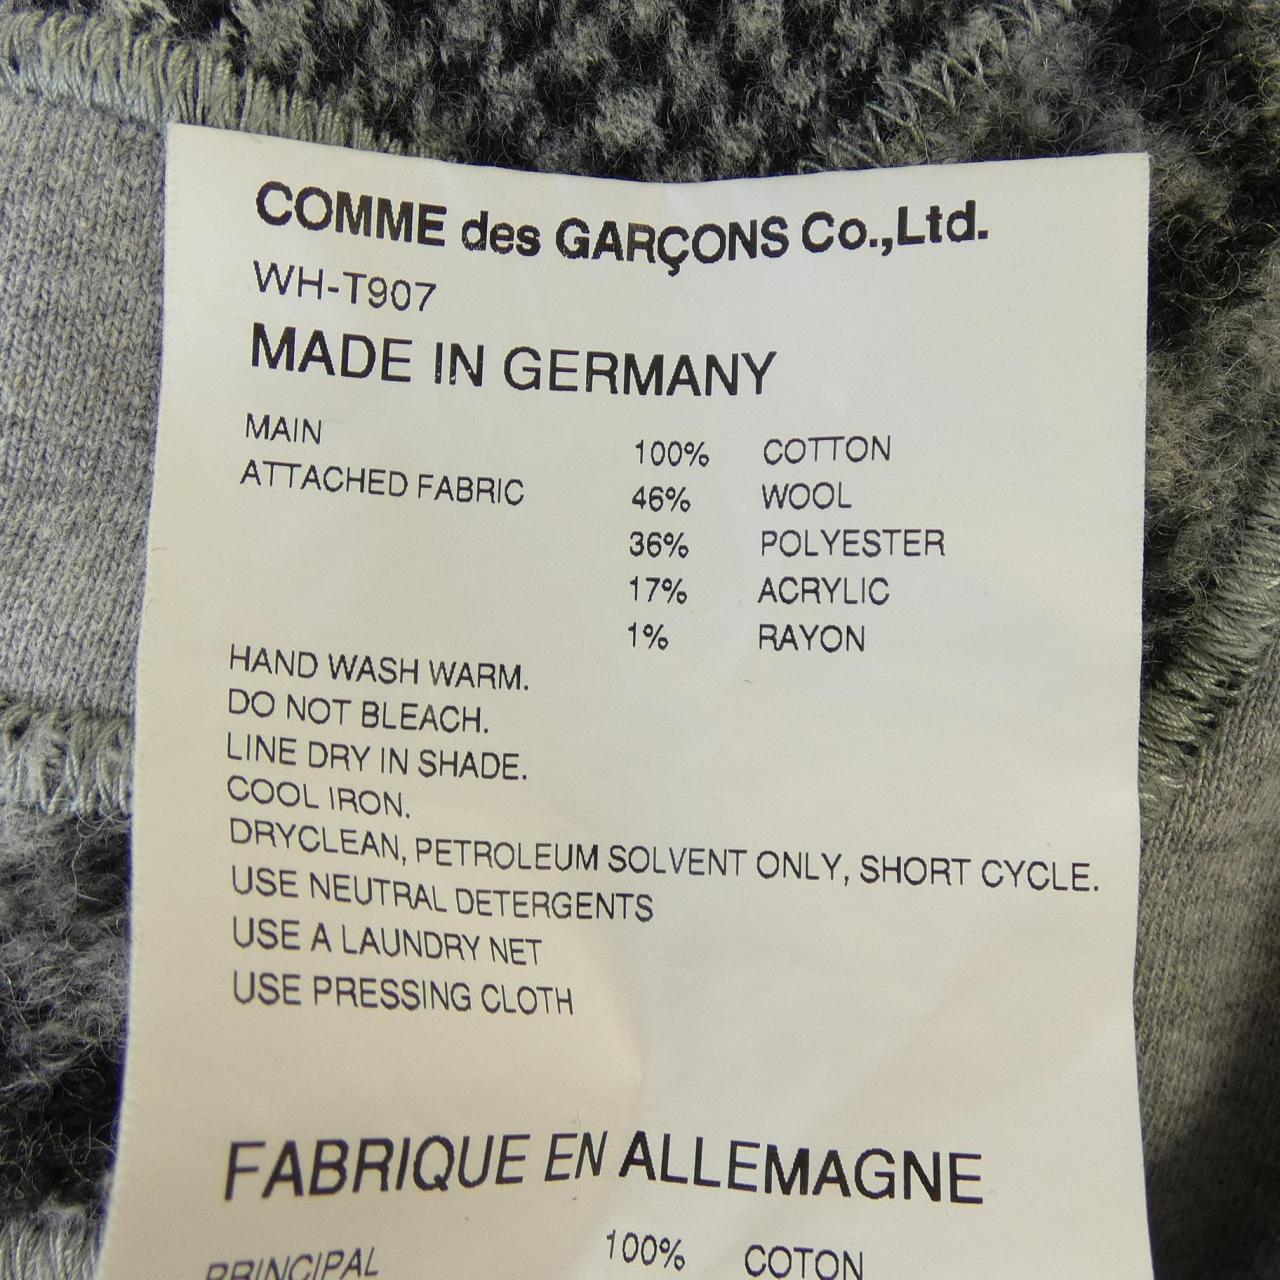 COMME des GARÇONS Co.,Ltd.
WH-T907
MADE IN GERMANY
MAIN 100% COTTON
ATTACHED FABRIC 46% WOOL
36% POLYESTER
17% ACRYLIC
1% RAYON
HAND WASH WARM.
DO NOT BLEACH.
LINE DRY IN SHADE.
COOL IRON.
DRYCLEAN, PETROLEUM SOLVENT ONLY, SHORT CYCLE.
USE NEUTRAL DETERGENTS
USE A LAUNDRY NET
USE PRESSING CLOTH
FABRIQUE EN ALLEMAGNE
PRINCIPAL 100% COTON